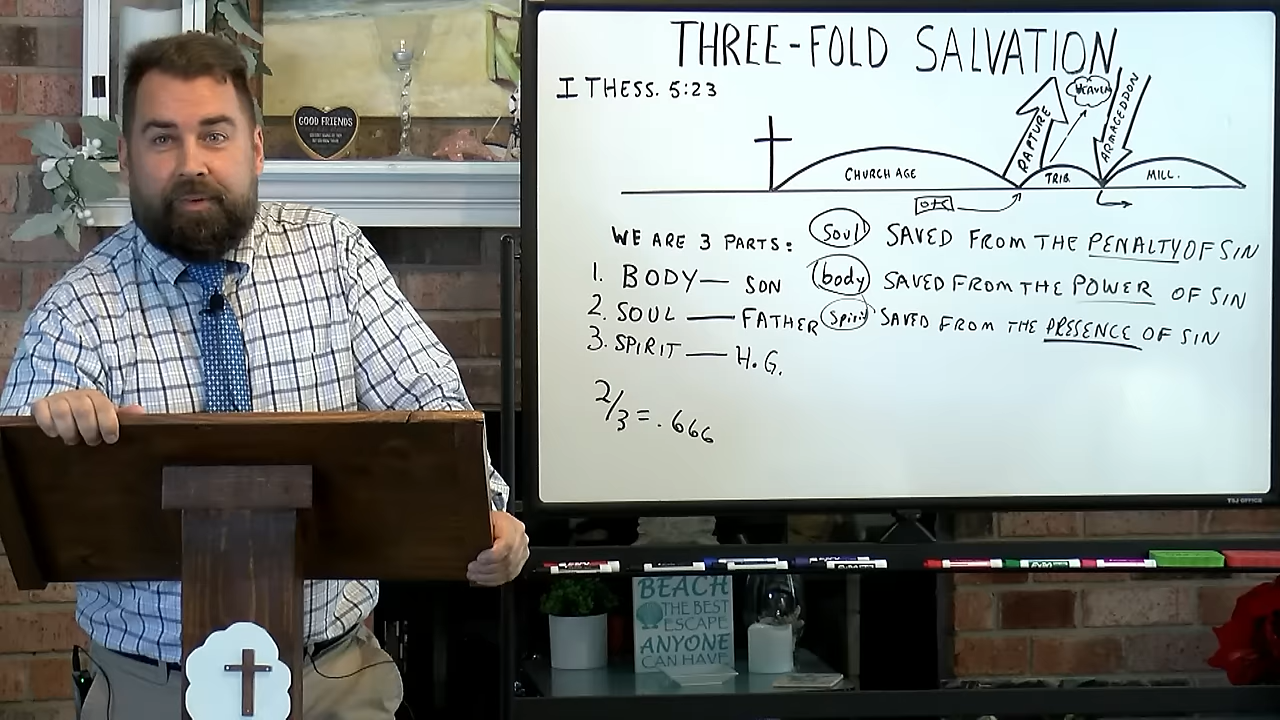 THREE-FOLD SALVATION
I THESS. 5:23
HEAVEN
RAPTURE
ARMAGEDDON
CHURCH AGE
TRIB.
MILL.
WE ARE 3 PARTS:
1. BODY — SON
2. SOUL — FATHER
3. SPIRIT — H.G.
Soul SAVED FROM THE PENALTY OF SIN
body SAVED FROM THE POWER OF SIN
Spirit SAVED FROM THE PRESENCE OF SIN
2/3 = .666
GOOD FRIENDS
BEACH
THE BEST
ESCAPE
ANYONE
CAN HAVE